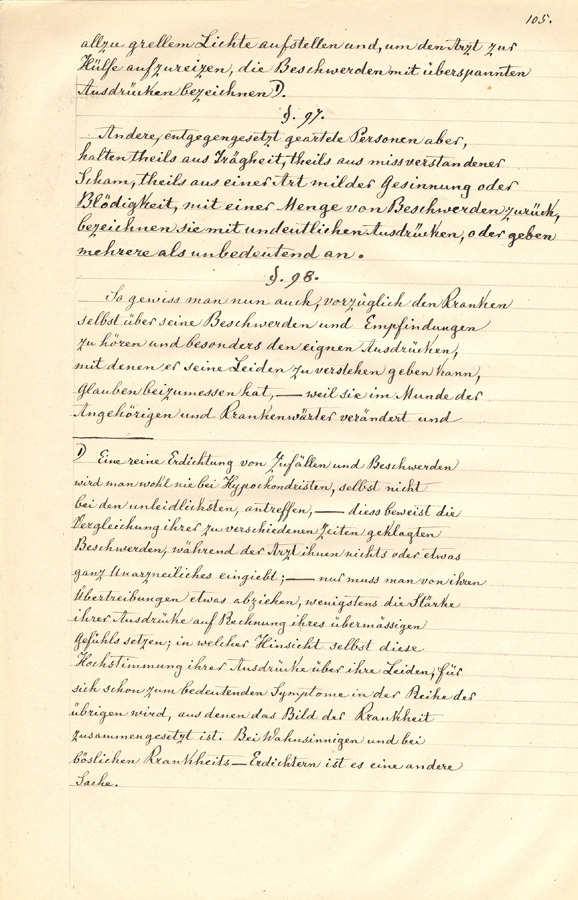 105.
allzu grellem Lichte aufstellen und, um den Arzt zur
Hülfe aufzureizen, die Beschwerden mit überspannten
Ausdrücken bezeichnen 1).
§. 97.
Andere, entgegengesetzt geartete Personen aber,
halten theils aus Trägheit, theils aus missverstandener
Scham, theils aus einer Art milder Gesinnung oder
Blödigkeit, mit einer Menge von Beschwerden zurück,
bezeichnen sie mit undeutlichen Ausdrücken, oder geben
mehrere als unbedeutend an.
§. 98.
So gewiss man nun auch, vorzüglich den Kranken
selbst über seine Beschwerden und Empfindungen
zu hören und besonders den eignen Ausdrücken,
mit denen er seine Leiden zu verstehen geben kann,
Glauben beizumessen hat, — weil sie im Munde der
Angehörigen und Krankenwärter verändert und
1) Eine reine Erdichtung von Zufällen und Beschwerden
wird man wohl nie bei Hypochondristen, selbst nicht
bei den unleidlichsten, antreffen, — diess beweist die
Vergleichung ihrer zu verschiedenen Zeiten geklagten
Beschwerden, während der Arzt ihnen nichts oder etwas
ganz Unarzneiliches eingiebt; — nur muss man von ihren
Übertreibungen etwas abziehen, wenigstens die Stärke
ihrer Ausdrücke auf Rechnung ihres übermässigen
Gefühls setzen; in welcher Hinsicht selbst diese
Hochstimmung ihrer Ausdrücke über ihre Leiden, für
sich schon zum bedeutenden Symptome in der Reihe der
übrigen wird, aus denen das Bild der Krankheit
zusammengesetzt ist. Bei Wahnsinnigen und bei
böslichen Krankheits-Erdichtern ist es eine andere
Sache.